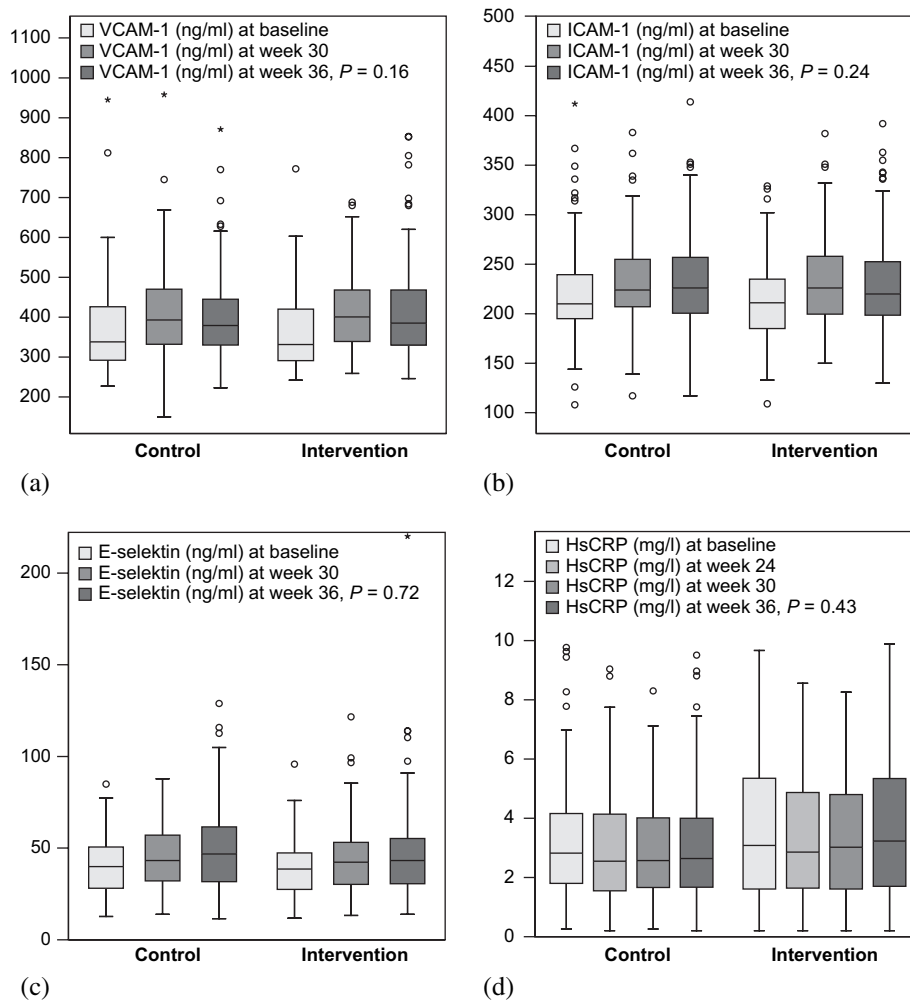 VCAM-1 (ng/ml) at baseline
VCAM-1 (ng/ml) at week 30
VCAM-1 (ng/ml) at week 36, P = 0.16
1100
1000
900
800
700
600
500
400
300
200
Control Intervention
(a)
ICAM-1 (ng/ml) at baseline
ICAM-1 (ng/ml) at week 30
ICAM-1 (ng/ml) at week 36, P = 0.24
500
450
400
350
300
250
200
150
100
Control Intervention
(b)
E-selektin (ng/ml) at baseline
E-selektin (ng/ml) at week 30
E-selektin (ng/ml) at week 36, P = 0.72
200
150
100
50
0
Control Intervention
(c)
HsCRP (mg/l) at baseline
HsCRP (mg/l) at week 24
HsCRP (mg/l) at week 30
HsCRP (mg/l) at week 36, P = 0.43
12
10
8
6
4
2
0
Control Intervention
(d)